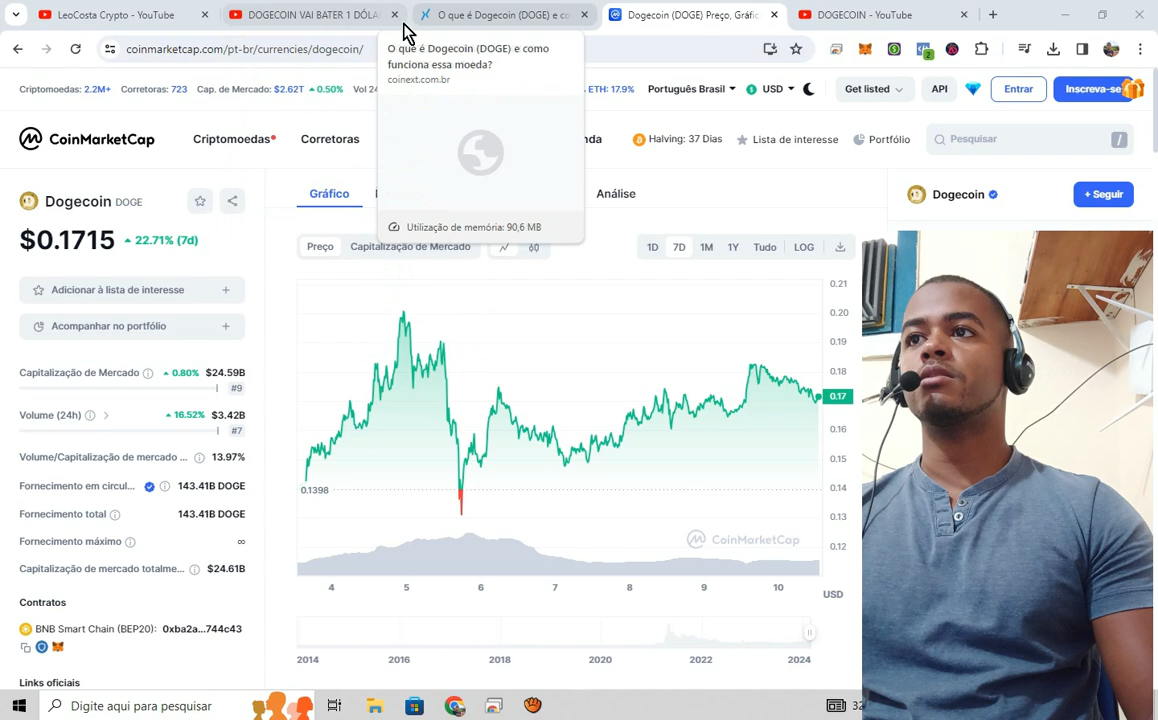 LeoCosta Crypto - YouTube
DOGECOIN VAI BATER 1 DÓLA
O que é Dogecoin (DOGE) e co
Dogecoin (DOGE) Preço, Gráfic
DOGECOIN - YouTube
coinmarketcap.com/pt-br/currencies/dogecoin/
2
O que é Dogecoin (DOGE) e como
funciona essa moeda?
coinext.com.br
Utilização de memória: 90,6 MB
Criptomoedas: 2.2M+
Corretoras: 723
Cap. de Mercado: $2.62T 0.50%
Vol 24
ETH: 17.9%
Português Brasil
USD
Get listed
API
Entrar
Inscreva-se
CoinMarketCap
Criptomoedas
Corretoras
nda
Halving: 37 Dias
Lista de interesse
Portfólio
Pesquisar
/
Dogecoin DOGE
$0.1715 22.71% (7d)
Gráfico
Análise
Dogecoin
+ Seguir
Preço
Capitalização de Mercado
1D
7D
1M
1Y
Tudo
LOG
Adicionar à lista de interesse +
Acompanhar no portfólio +
Capitalização de Mercado 0.80% $24.59B
#9
Volume (24h) 16.52% $3.42B
#7
Volume/Capitalização de mercado ... 13.97%
Fornecimento em circul... 143.41B DOGE
Fornecimento total 143.41B DOGE
Fornecimento máximo ∞
Capitalização de mercado totalme... $24.61B
Contratos
BNB Smart Chain (BEP20): 0xba2a...744c43
Links oficiais
0.21
0.20
0.19
0.18
0.17
0.16
0.15
0.14
0.13
0.12
0.1398
CoinMarketCap
4
5
6
7
8
9
10
USD
2014
2016
2018
2020
2022
2024
Digite aqui para pesquisar
32